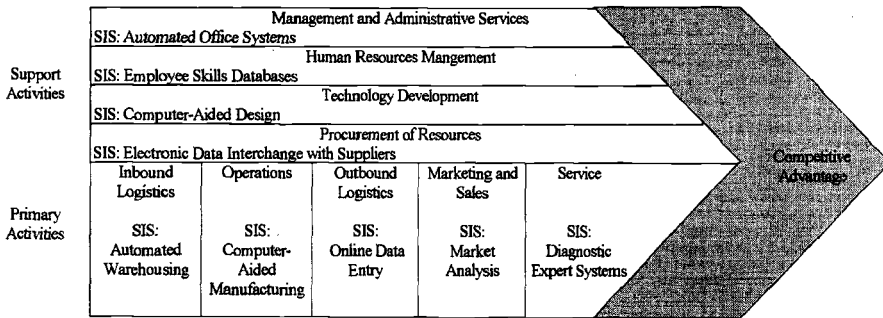 Management and Administrative Services
SIS: Automated Office Systems
Human Resources Mangement
SIS: Employee Skills Databases
Support
Activities
Technology Development
SIS: Computer-Aided Design
Procurement of Resources
SIS: Electronic Data Interchange with Suppliers
Competitive
Advantage
Primary
Activities
Inbound
Logistics
SIS:
Automated
Warehousing
Operations
SIS:
Computer-
Aided
Manufacturing
Outbound
Logistics
SIS:
Online Data
Entry
Marketing and
Sales
SIS:
Market
Analysis
Service
SIS:
Diagnostic
Expert Systems